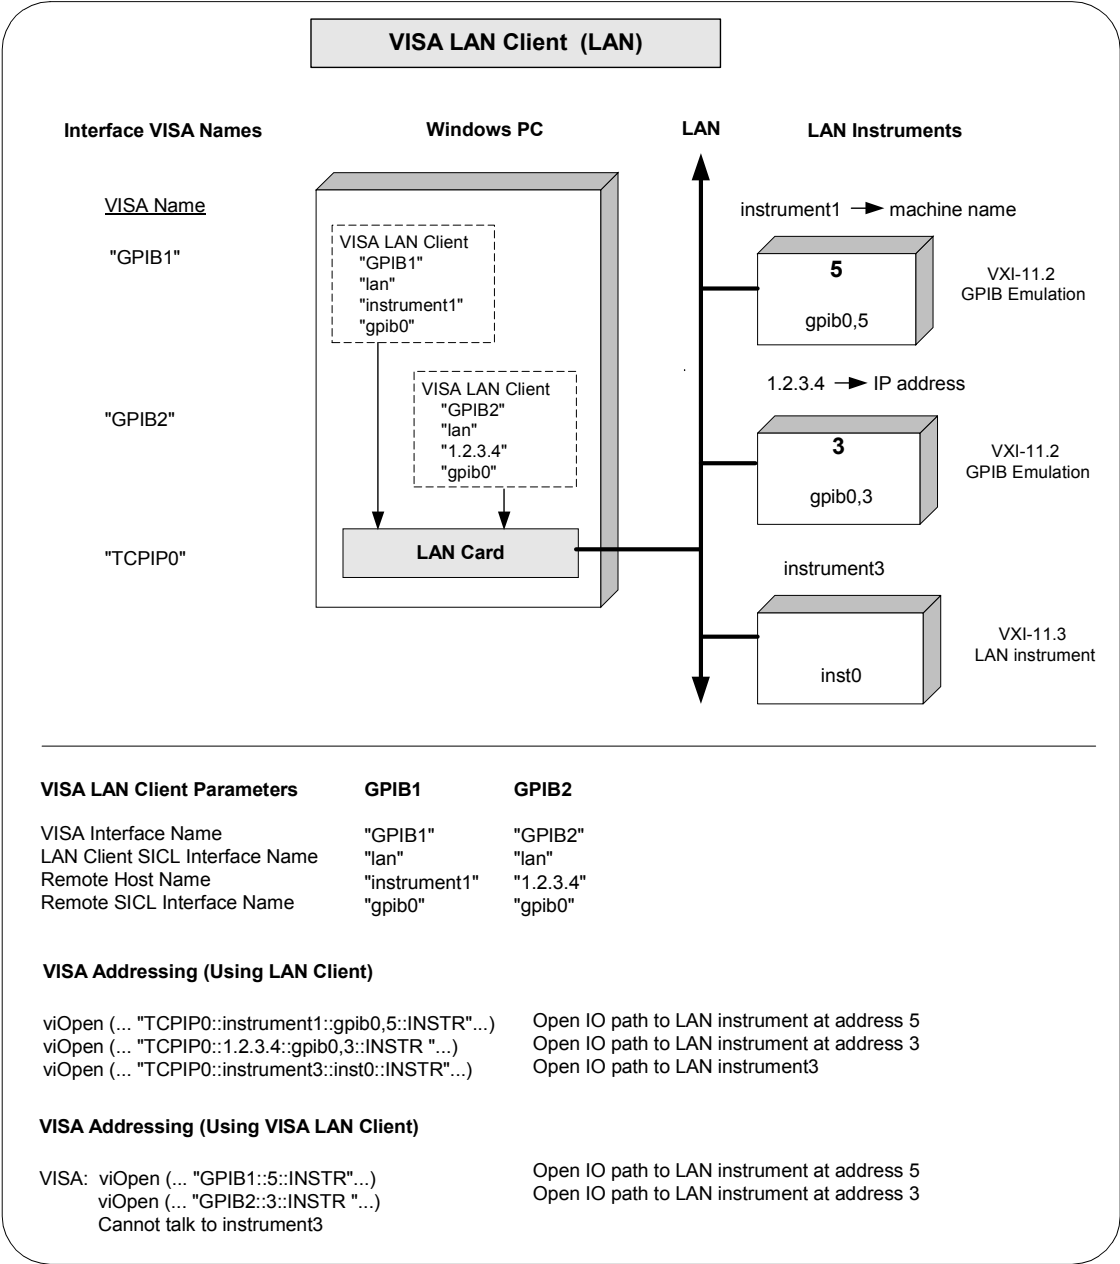 VISA LAN Client (LAN)
Interface VISA Names
Windows PC
LAN
LAN Instruments
VISA Name
"GPIB1"
"GPIB2"
"TCPIP0"
VISA LAN Client
"GPIB1"
"lan"
"instrument1"
"gpib0"
VISA LAN Client
"GPIB2"
"lan"
"1.2.3.4"
"gpib0"
LAN Card
instrument1 machine name
5
gpib0,5
VXI-11.2
GPIB Emulation
1.2.3.4 IP address
3
gpib0,3
VXI-11.2
GPIB Emulation
instrument3
inst0
VXI-11.3
LAN instrument
VISA LAN Client Parameters GPIB1 GPIB2
VISA Interface Name "GPIB1" "GPIB2"
LAN Client SICL Interface Name "lan" "lan"
Remote Host Name "instrument1" "1.2.3.4"
Remote SICL Interface Name "gpib0" "gpib0"
VISA Addressing (Using LAN Client)
viOpen (... "TCPIP0::instrument1::gpib0,5::INSTR"...) Open IO path to LAN instrument at address 5
viOpen (... "TCPIP0::1.2.3.4::gpib0,3::INSTR "...) Open IO path to LAN instrument at address 3
viOpen (... "TCPIP0::instrument3::inst0::INSTR"...) Open IO path to LAN instrument3
VISA Addressing (Using VISA LAN Client)
VISA: viOpen (... "GPIB1::5::INSTR"...) Open IO path to LAN instrument at address 5
viOpen (... "GPIB2::3::INSTR "...) Open IO path to LAN instrument at address 3
Cannot talk to instrument3